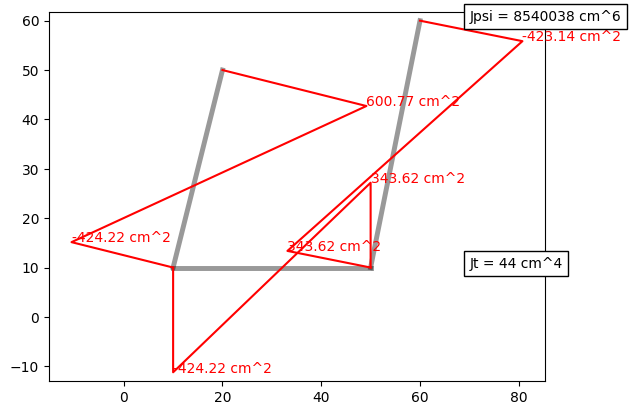 Jpsi = 8540038 cm^6
60
-423.14 cm^2
50
600.77 cm^2
40
30
343.62 cm^2
20
-424.22 cm^2
343.62 cm^2
10
Jt = 44 cm^4
0
-10
-424.22 cm^2
0 20 40 60 80